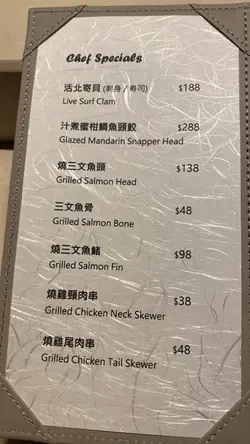 Chef Specials
活北寄貝 (刺身 / 寿司) $188
Live Surf Clam
汁煮蜜柑鯛魚頭鮫 $288
Glazed Mandarin Snapper Head
燒三文魚頭 $138
Grilled Salmon Head
三文魚骨 $48
Grilled Salmon Bone
燒三文魚鰭 $98
Grilled Salmon Fin
燒雞頸肉串 $38
Grilled Chicken Neck Skewer
燒雞尾肉串 $48
Grilled Chicken Tail Skewer